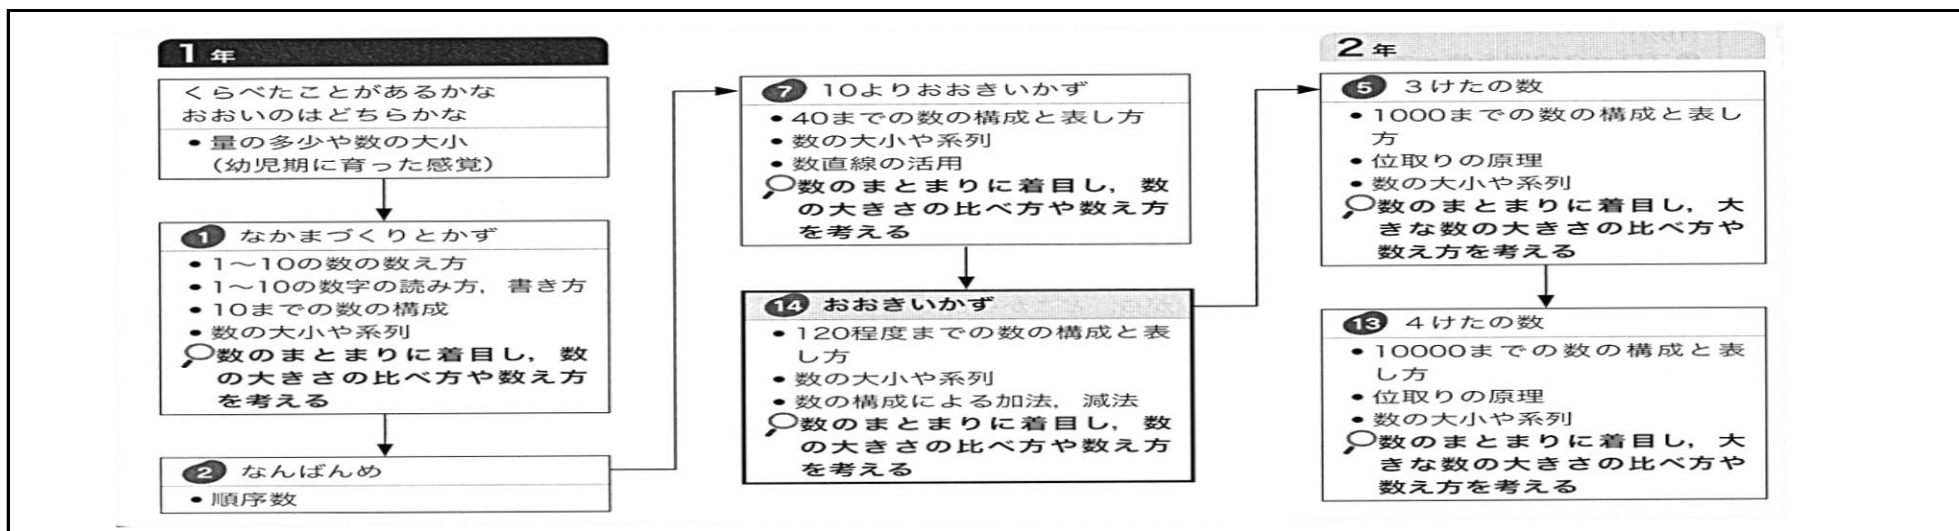 1年
くらべたことがあるかな
おおいのはどちらかな
• 量の多少や数の大小
(幼児期に育った感覚)
1 なかまづくりとかず
• 1～10の数の数え方
• 1～10の数字の読み方，書き方
• 10までの数の構成
• 数の大小や系列
数のまとまりに着目し，数
の大きさの比べ方や数え方
を考える
2 なんばんめ
• 順序数
7 10よりおおきいかず
• 40までの数の構成と表し方
• 数の大小や系列
• 数直線の活用
数のまとまりに着目し，数
の大きさの比べ方や数え方
を考える
14 おおきいかず
• 120程度までの数の構成と表
し方
• 数の大小や系列
• 数の構成による加法，減法
数のまとまりに着目し，数
の大きさの比べ方や数え方
を考える
2年
5 3けたの数
• 1000までの数の構成と表し
方
• 位取りの原理
• 数の大小や系列
数のまとまりに着目し，大
きな数の大きさの比べ方や
数え方を考える
13 4けたの数
• 10000までの数の構成と表
し方
• 位取りの原理
• 数の大小や系列
数のまとまりに着目し，大
きな数の大きさの比べ方や
数え方を考える